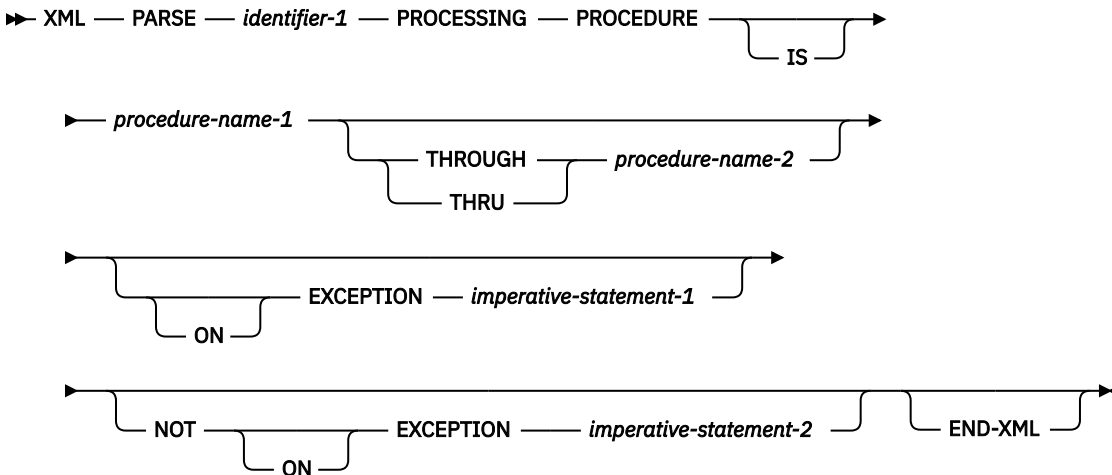 XML PARSE identifier-1 PROCESSING PROCEDURE
IS
procedure-name-1
THROUGH procedure-name-2
THRU
EXCEPTION imperative-statement-1
ON
NOT EXCEPTION imperative-statement-2 END-XML
ON